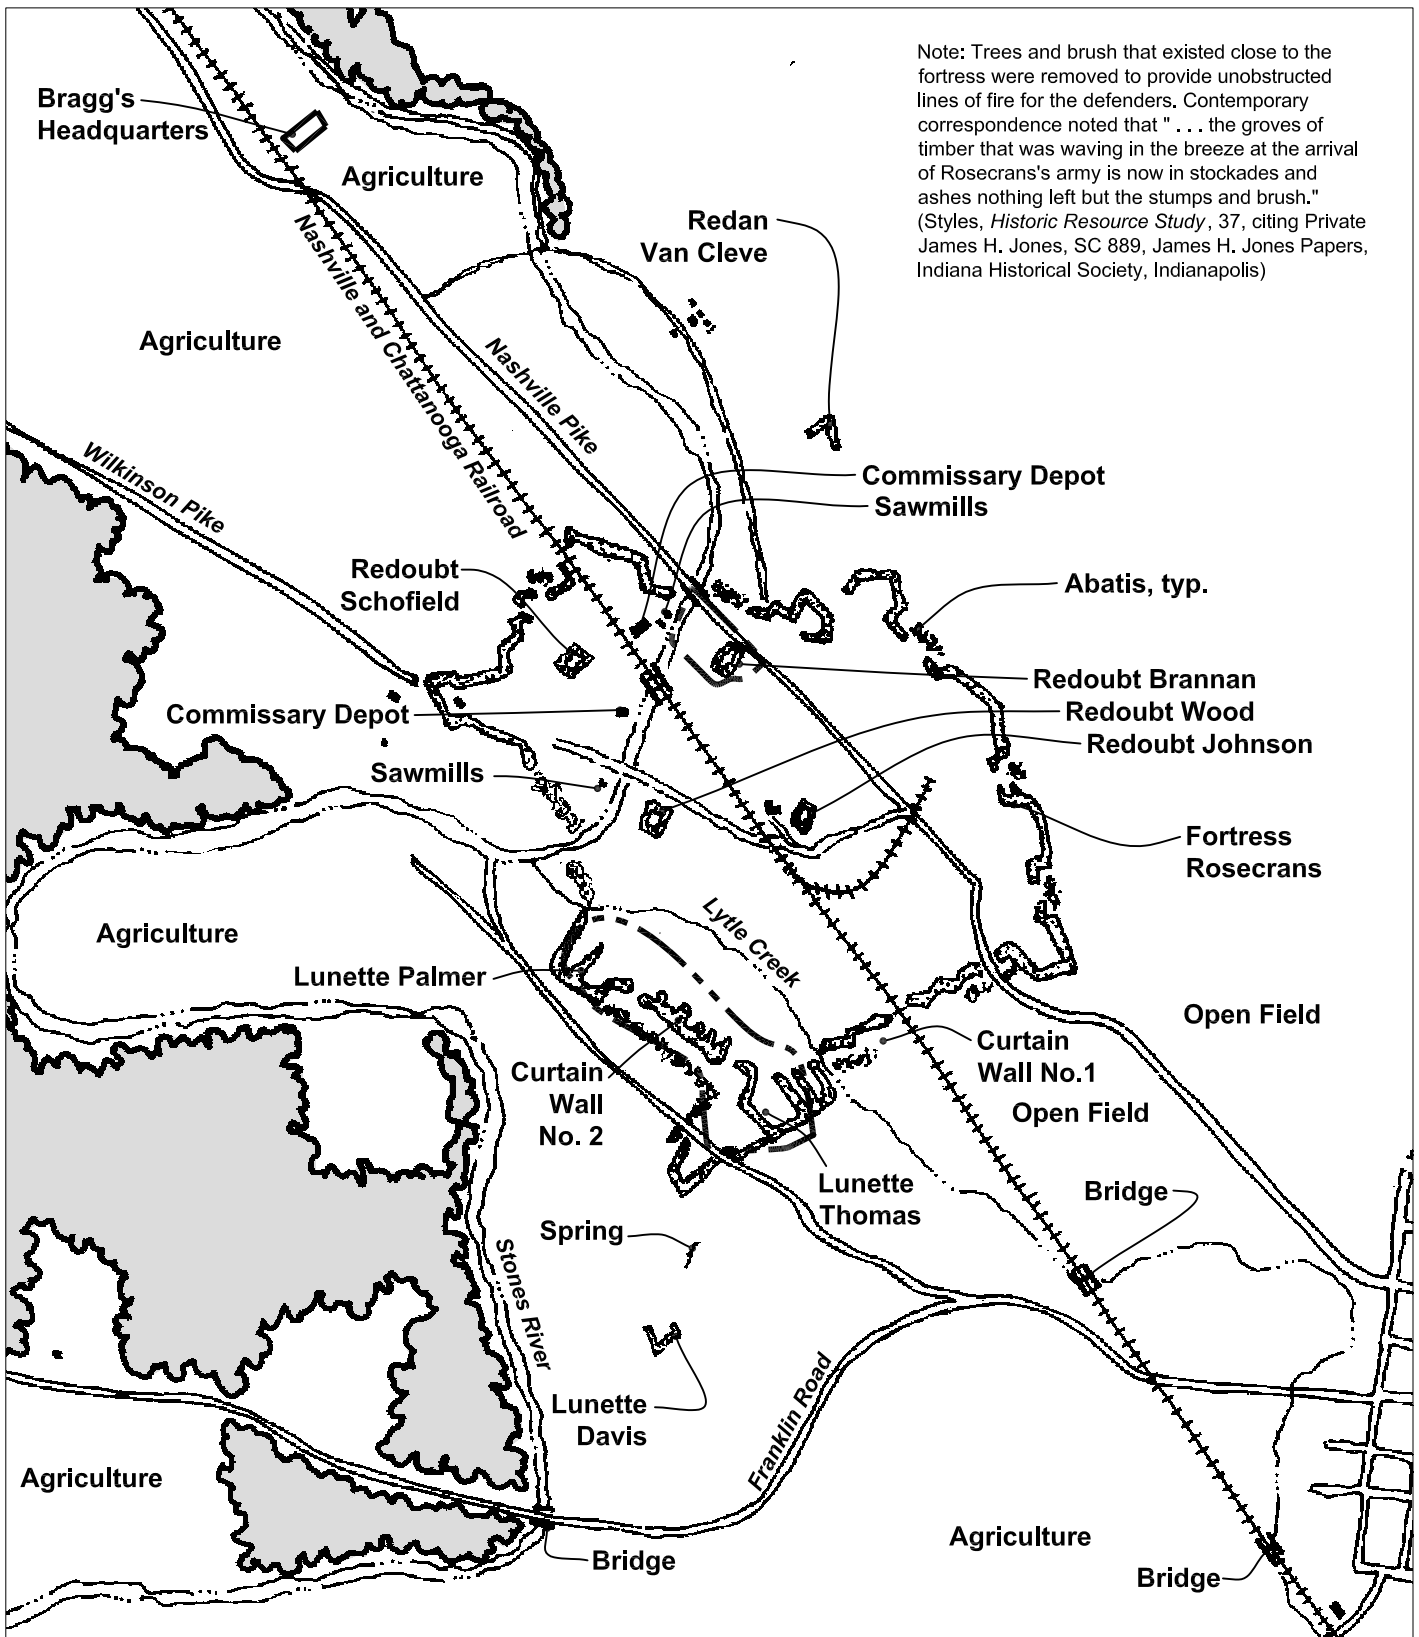 Note: Trees and brush that existed close to the
fortress were removed to provide unobstructed
lines of fire for the defenders. Contemporary
correspondence noted that " . . . the groves of
timber that was waving in the breeze at the arrival
of Rosecrans's army is now in stockades and
ashes nothing left but the stumps and brush."
(Styles, Historic Resource Study, 37, citing Private
James H. Jones, SC 889, James H. Jones Papers,
Indiana Historical Society, Indianapolis)
Bragg's
Headquarters
Agriculture
Redan
Van Cleve
Nashville and Chattanooga Railroad
Agriculture
Nashville Pike
Wilkinson Pike
Commissary Depot
Sawmills
Redoubt
Schofield
Abatis, typ.
Redoubt Brannan
Commissary Depot
Redoubt Wood
Redoubt Johnson
Sawmills
Fortress
Rosecrans
Agriculture
Lytle Creek
Lunette Palmer
Open Field
Curtain
Wall No.1
Curtain
Wall
No. 2
Open Field
Lunette
Thomas
Bridge
Spring
Stones River
Lunette
Davis
Franklin Road
Agriculture
Agriculture
Bridge
Bridge